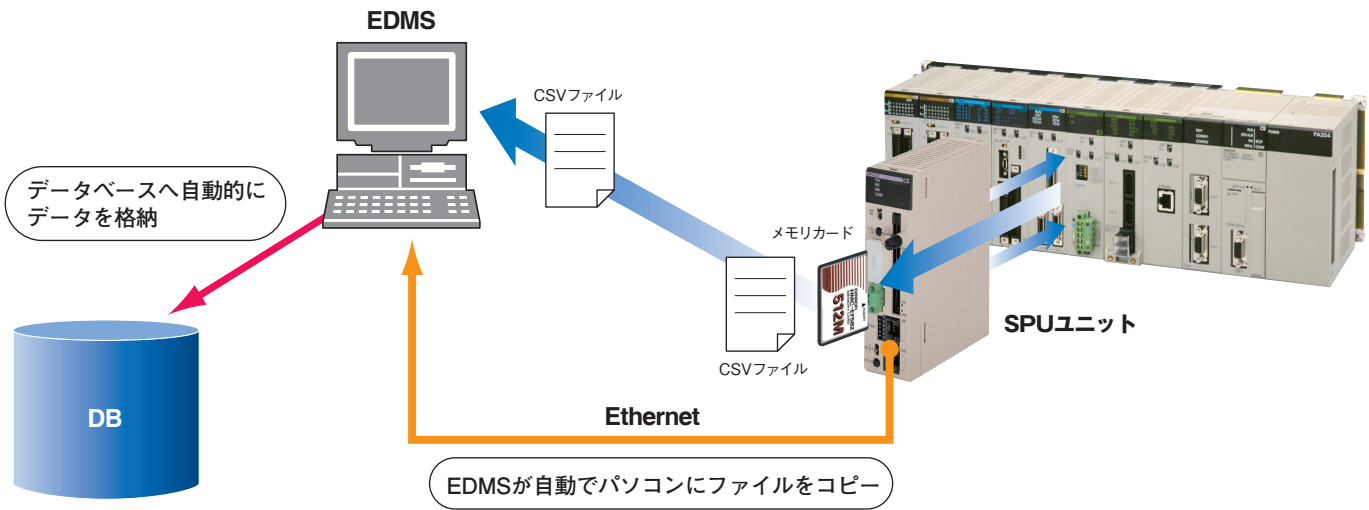 EDMS
CSVファイル
データベースへ自動的に
データを格納
メモリカード
512M
PA204
SPUユニット
CSVファイル
DB
Ethernet
EDMSが自動でパソコンにファイルをコピー